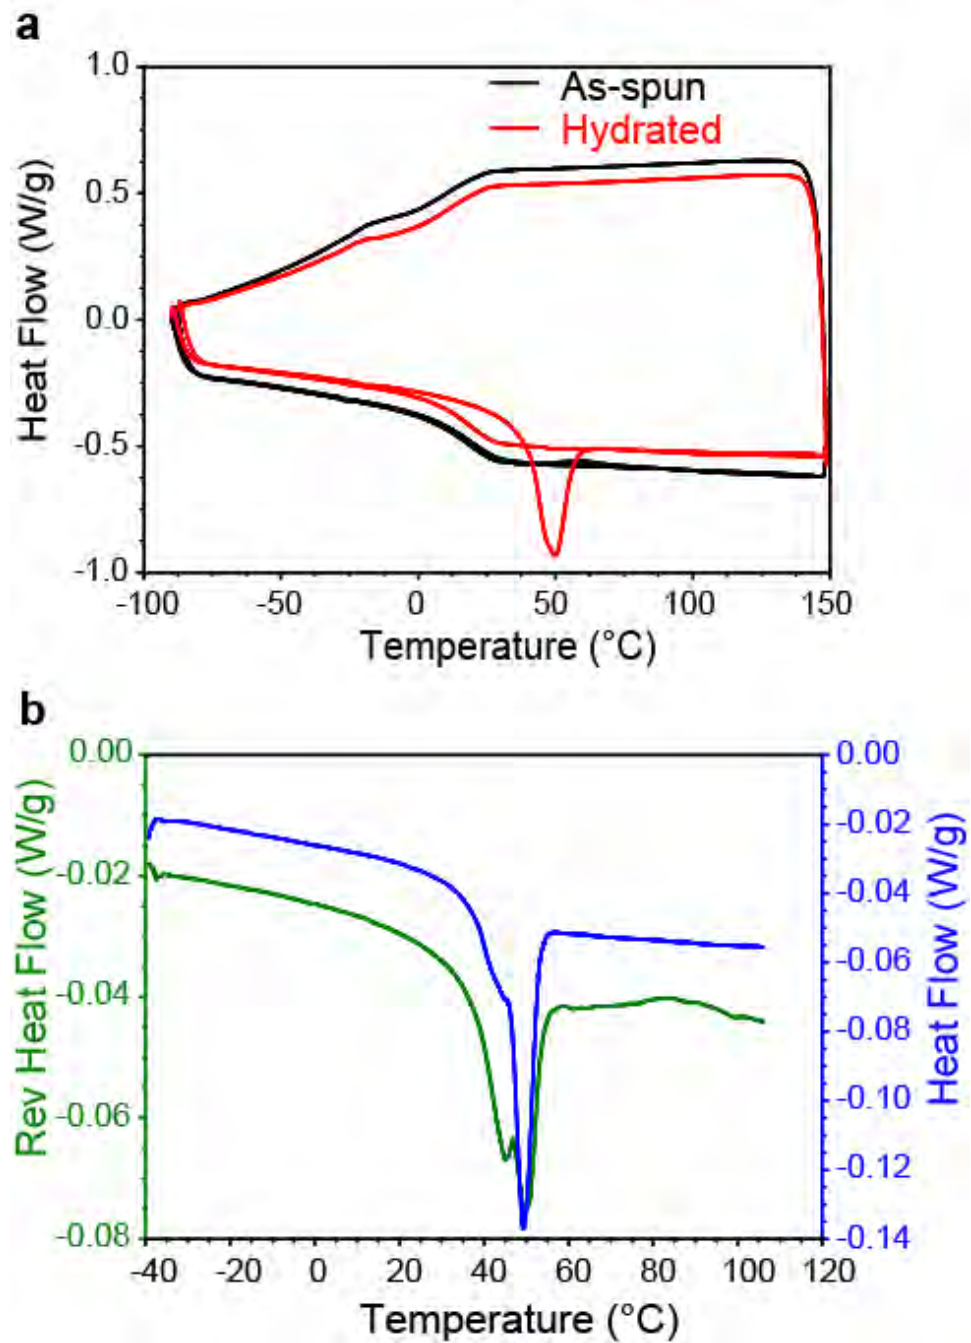 a
1.0
As-spun
Hydrated
0.5
0.0
-0.5
-1.0
Heat Flow (W/g)
-100 -50 0 50 100 150
Temperature (°C)
b
0.00 0.00
-0.02 -0.02
-0.04 -0.04
-0.06
-0.06 -0.08
-0.10
-0.12
-0.08 -0.14
Rev Heat Flow (W/g)
Heat Flow (W/g)
-40 -20 0 20 40 60 80 100 120
Temperature (°C)